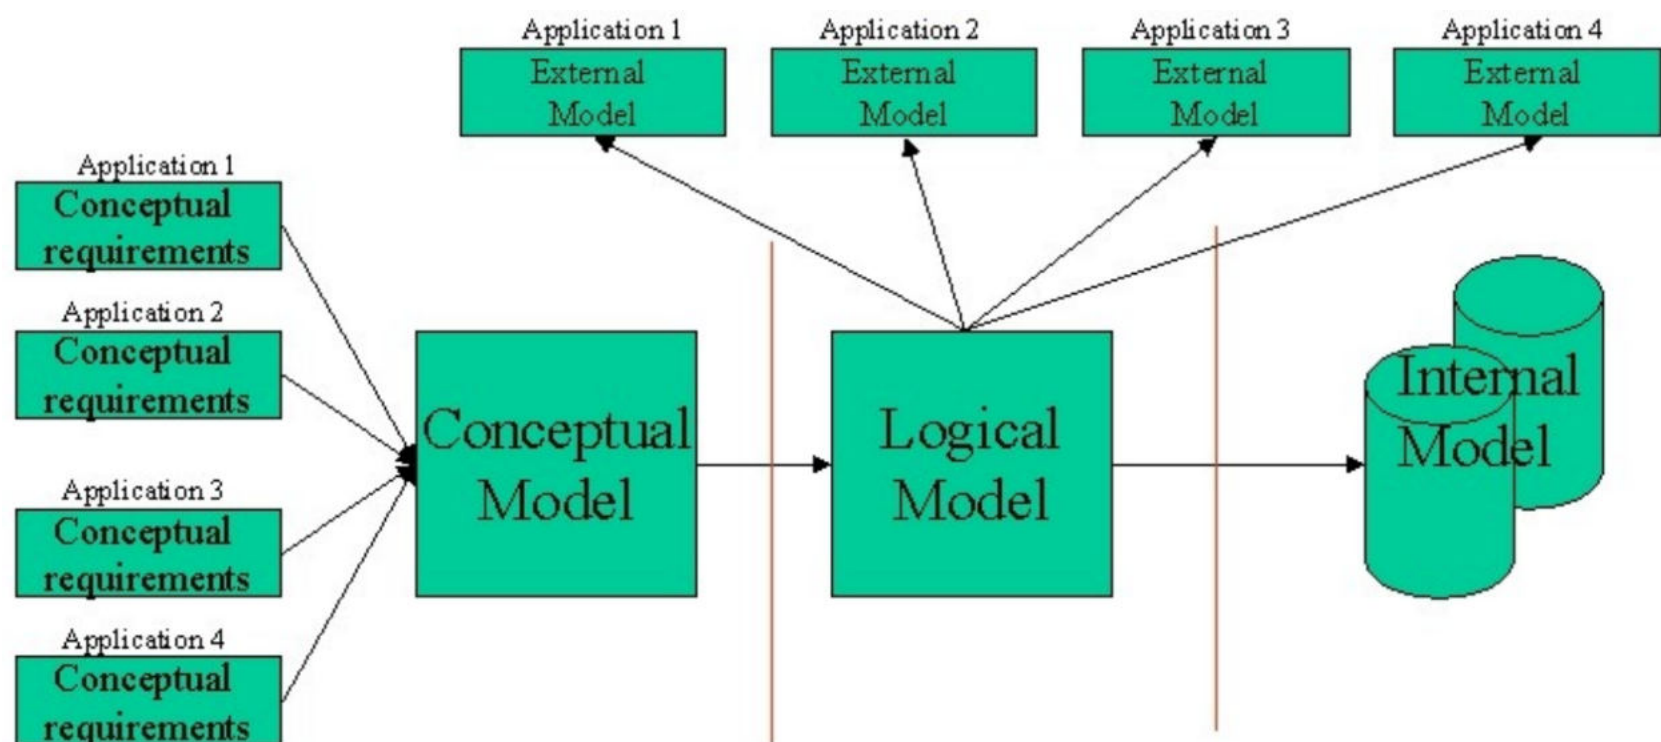 Application 1
External
Model
Application 2
External
Model
Application 3
External
Model
Application 4
External
Model
Application 1
Conceptual
requirements
Application 2
Conceptual
requirements
Application 3
Conceptual
requirements
Application 4
Conceptual
requirements
Conceptual
Model
Logical
Model
Internal
Model